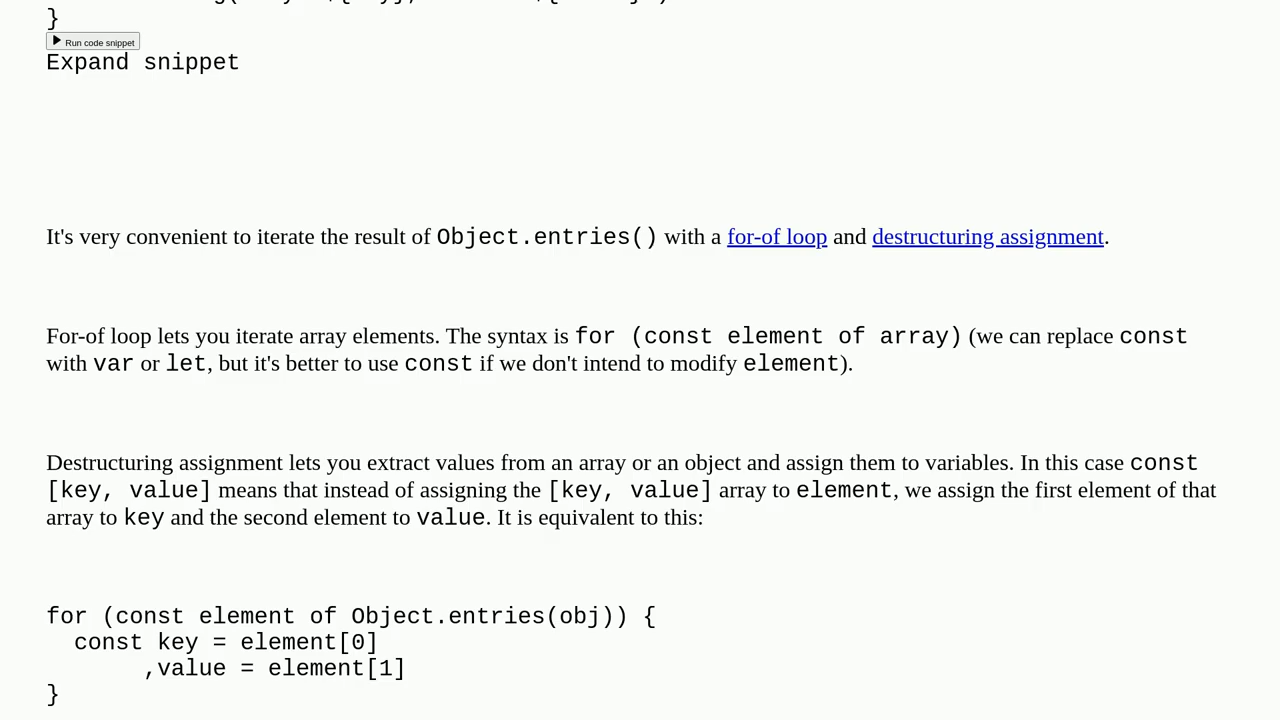 }
Run code snippet
Expand snippet
It's very convenient to iterate the result of Object.entries() with a for-of loop and destructuring assignment.
For-of loop lets you iterate array elements. The syntax is for (const element of array) (we can replace const
with var or let, but it's better to use const if we don't intend to modify element).
Destructuring assignment lets you extract values from an array or an object and assign them to variables. In this case const
[key, value] means that instead of assigning the [key, value] array to element, we assign the first element of that
array to key and the second element to value. It is equivalent to this:
for (const element of Object.entries(obj)) {
  const key = element[0]
       ,value = element[1]
}